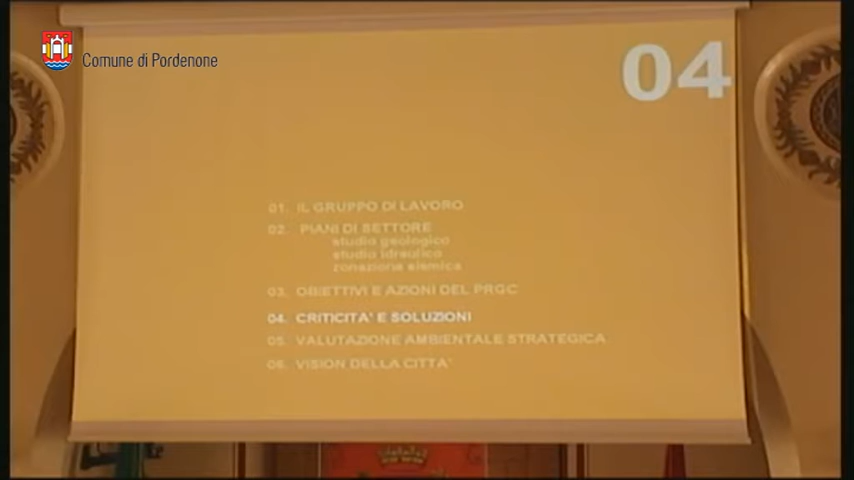 Comune di Pordenone
04
01. IL GRUPPO DI LAVORO
02. PIANI DI SETTORE
studio geologico
studio idraulico
zonazione sismica
03. OBIETTIVI E AZIONI DEL PRGC
04. CRITICITA' E SOLUZIONI
05. VALUTAZIONE AMBIENTALE STRATEGICA
06. VISION DELLA CITTA'